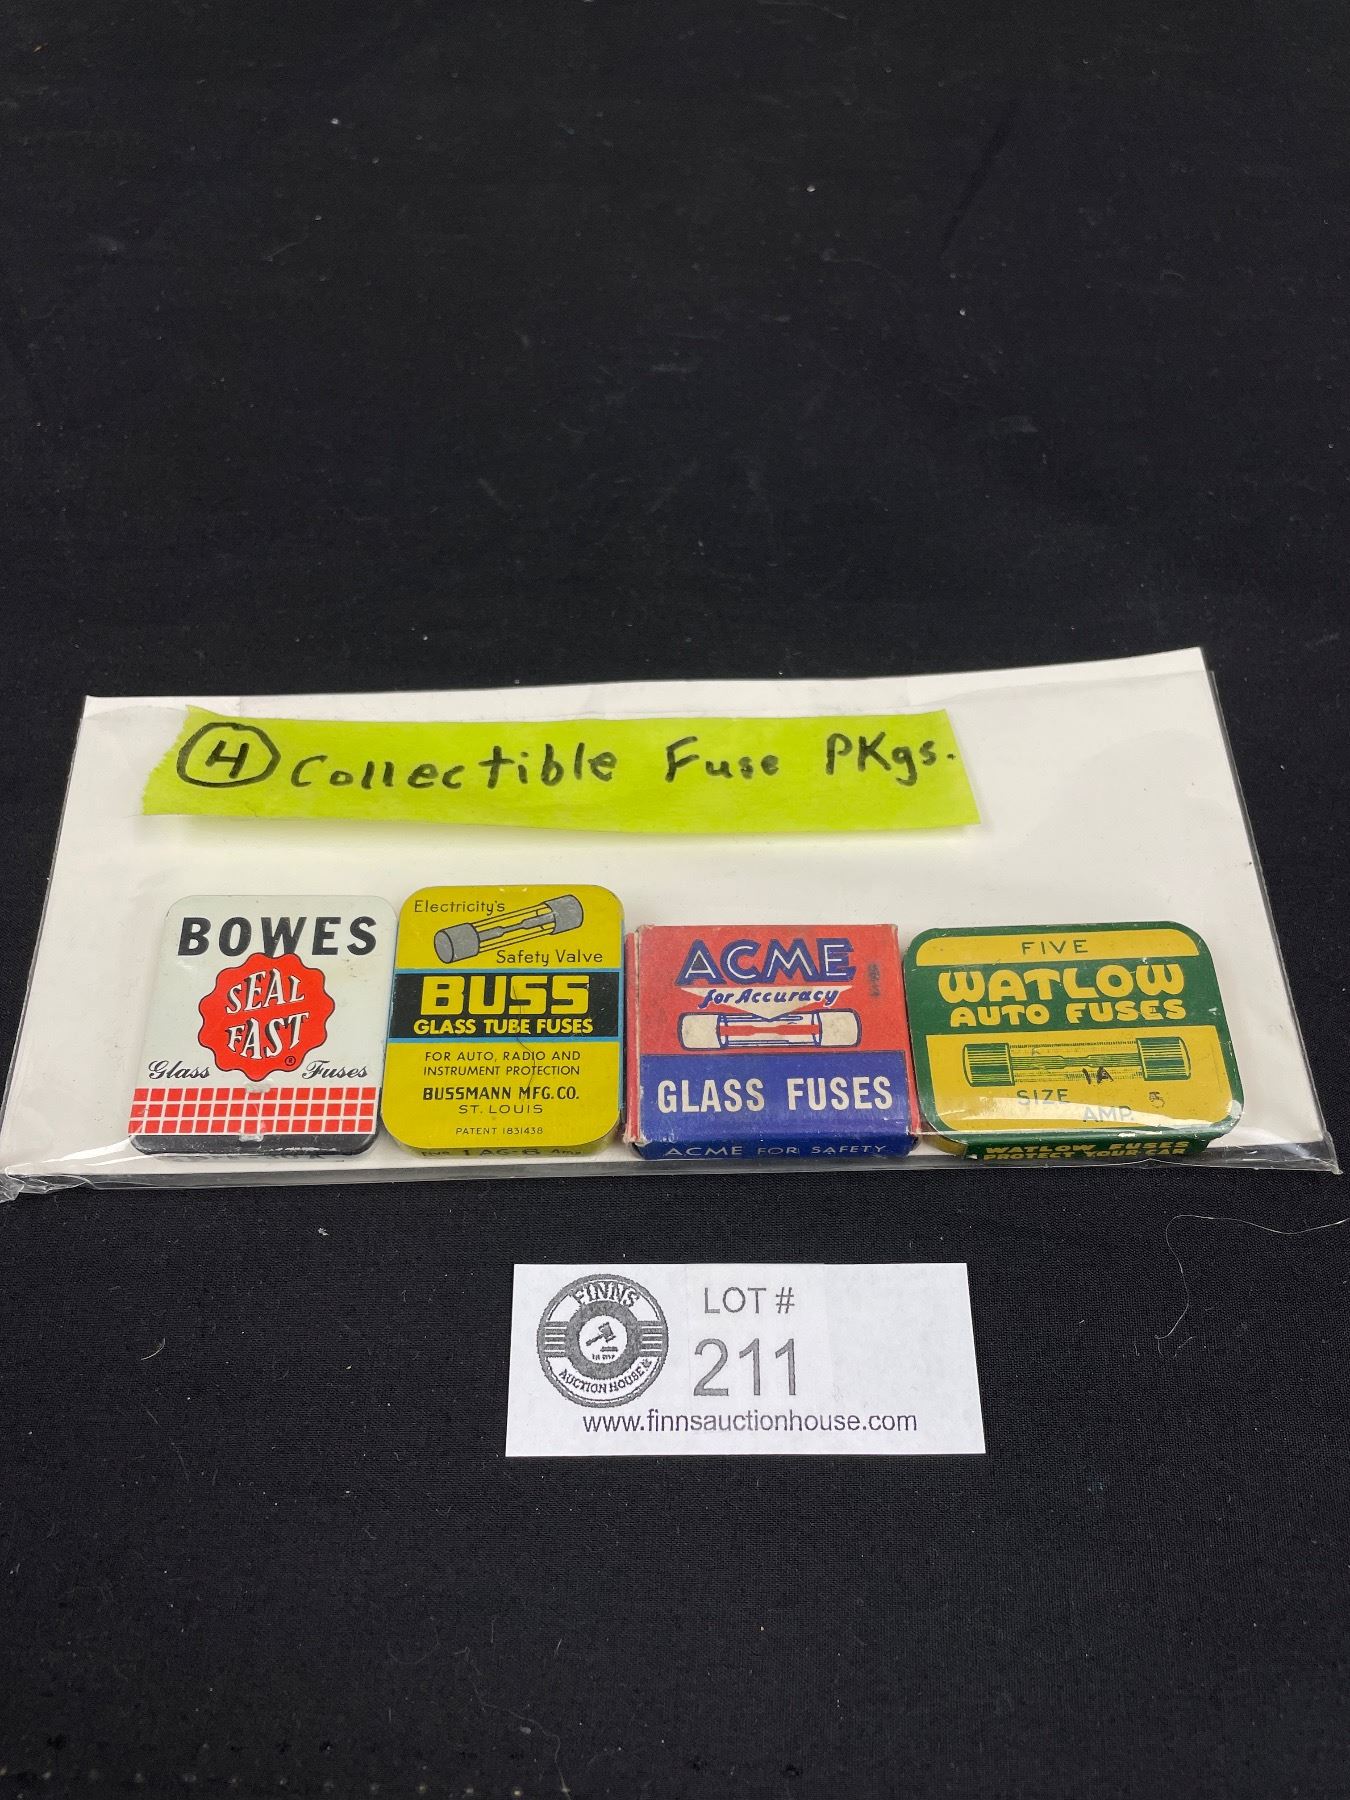 4 Collectible Fuse PKgs.
BOWES
SEAL
FAST®
Glass Fuses
Electricity's
Safety Valve
BUSS
GLASS TUBE FUSES
FOR AUTO, RADIO AND
INSTRUMENT PROTECTION
BUSSMANN MFG. CO.
ST. LOUIS
PATENT 1831438
ACME
for Accuracy
GLASS FUSES
ACME FOR SAFETY
FIVE
WATLOW
AUTO FUSES
1A
SIZE
AMP. 5
WATLOW FUSES
PROTECT YOUR CAR
FINNS
AUCTION HOUSE
LOT #
211
www.finnsauctionhouse.com